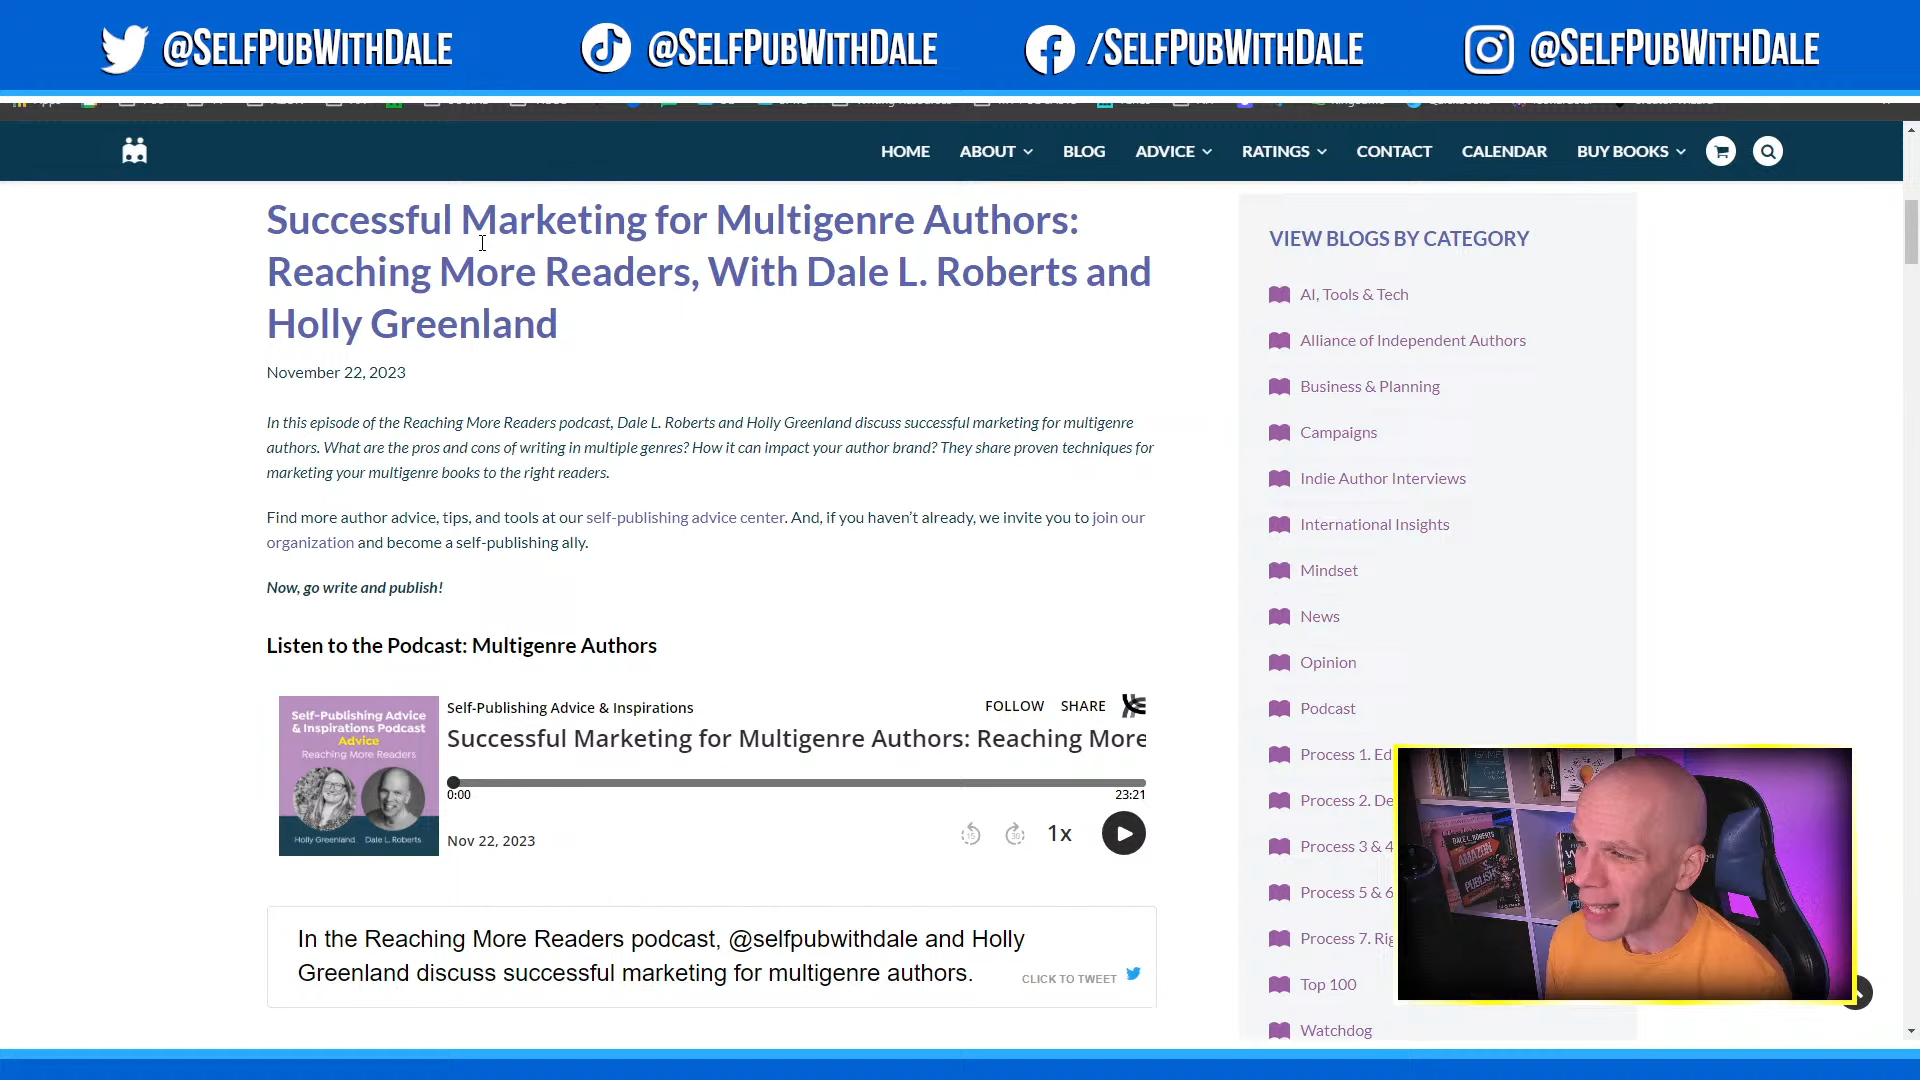 @SELFPUBWITHDALE
@SELFPUBWITHDALE
/SELFPUBWITHDALE
@SELFPUBWITHDALE
HOME ABOUT BLOG ADVICE RATINGS CONTACT CALENDAR BUY BOOKS
Successful Marketing for Multigenre Authors:
Reaching More Readers, With Dale L. Roberts and
Holly Greenland
November 22, 2023
In this episode of the Reaching More Readers podcast, Dale L. Roberts and Holly Greenland discuss successful marketing for multigenre
authors. What are the pros and cons of writing in multiple genres? How it can impact your author brand? They share proven techniques for
marketing your multigenre books to the right readers.
Find more author advice, tips, and tools at our self-publishing advice center. And, if you haven't already, we invite you to join our
organization and become a self-publishing ally.
Now, go write and publish!
Listen to the Podcast: Multigenre Authors
Self-Publishing Advice
& Inspirations Podcast
Advice
Reaching More Readers
Holly Greenland Dale L. Roberts
Self-Publishing Advice & Inspirations
FOLLOW SHARE
Successful Marketing for Multigenre Authors: Reaching More
0:00
23:21
Nov 22, 2023
15
30
1x
In the Reaching More Readers podcast, @selfpubwithdale and Holly
Greenland discuss successful marketing for multigenre authors.
CLICK TO TWEET
VIEW BLOGS BY CATEGORY
AI, Tools & Tech
Alliance of Independent Authors
Business & Planning
Campaigns
Indie Author Interviews
International Insights
Mindset
News
Opinion
Podcast
Process 1. Ed
Process 2. De
Process 3 & 4
Process 5 & 6
Process 7. Rig
Top 100
Watchdog
DALE L. ROBERTS
AMAZON